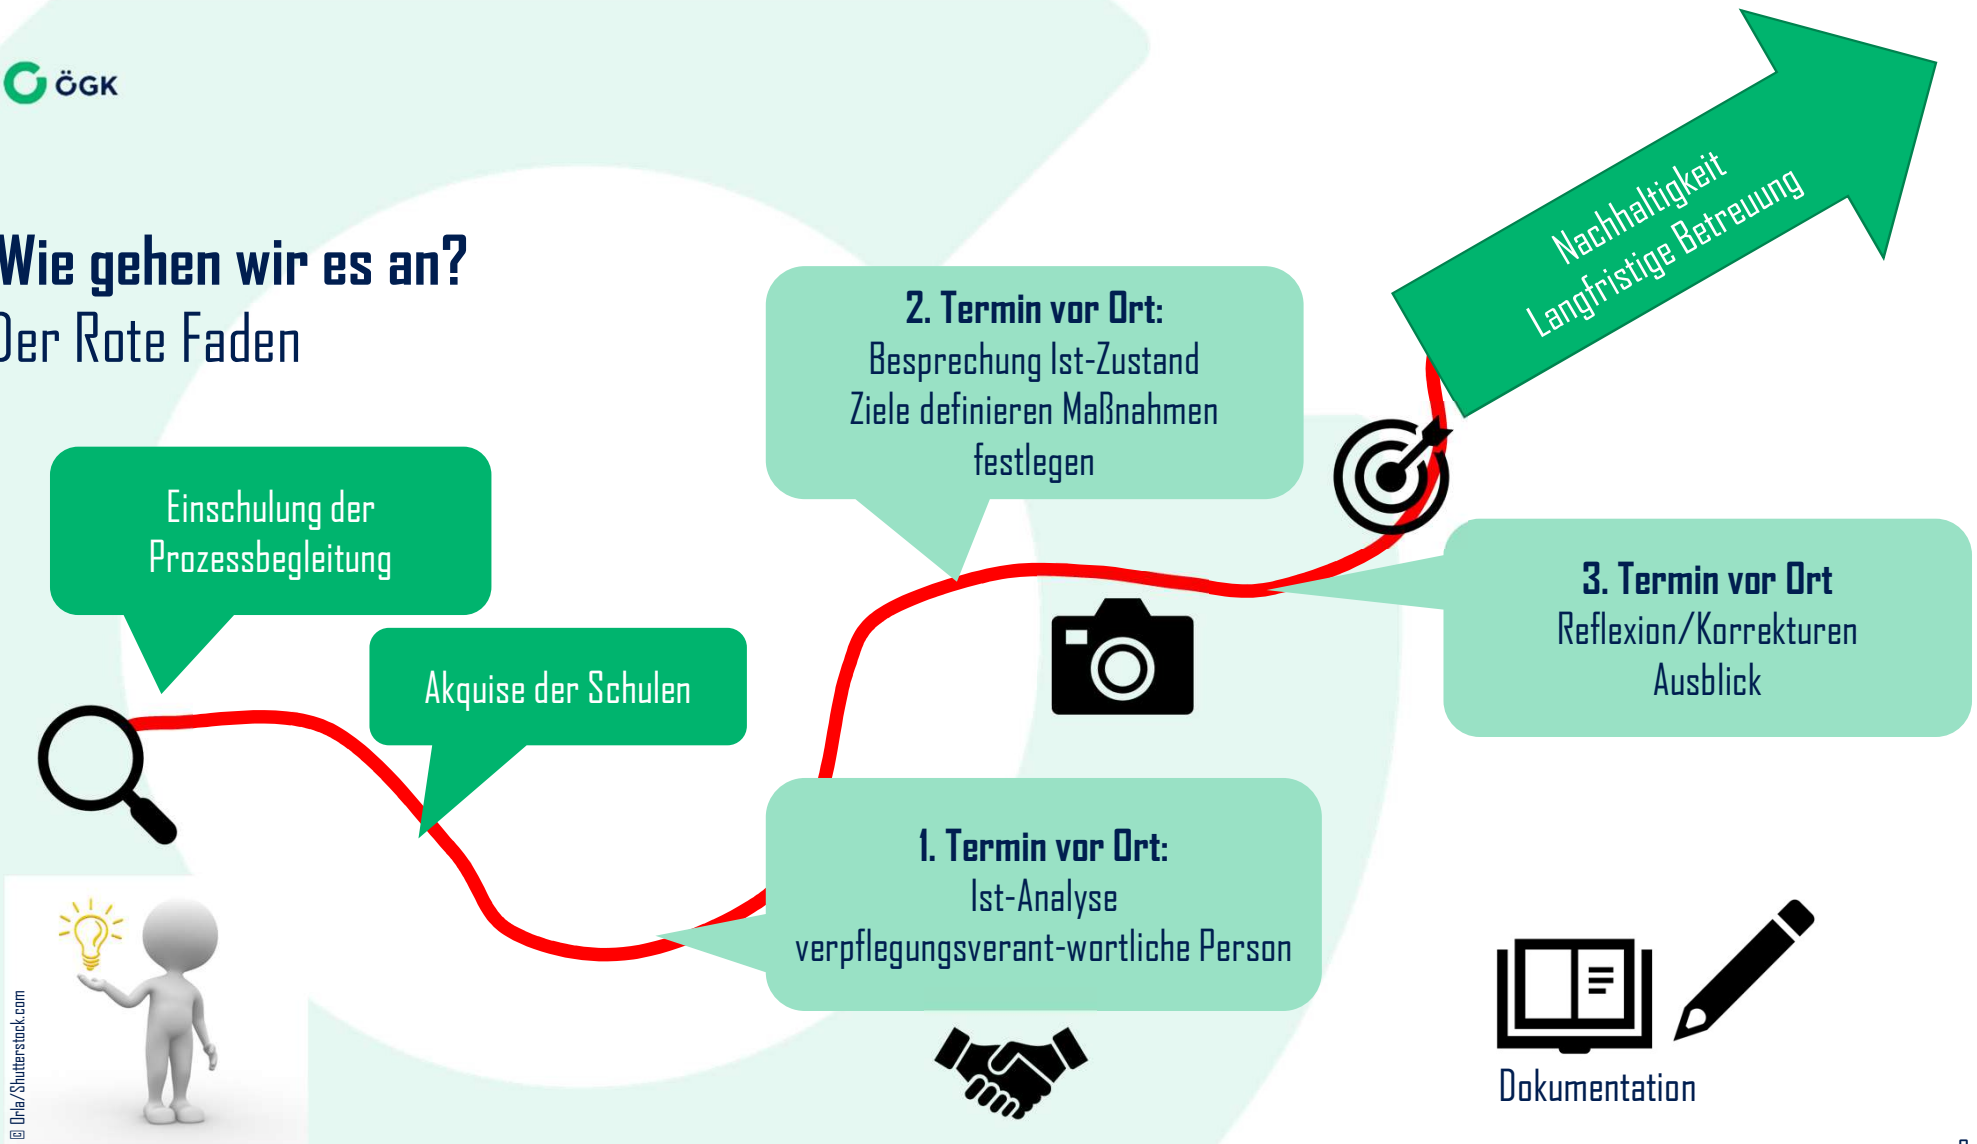 ÖGK
Wie gehen wir es an?
Der Rote Faden
Einschulung der
Prozessbegleitung
Akquise der Schulen
1. Termin vor Ort:
Ist-Analyse
verpflegungsverant-wortliche Person
2. Termin vor Ort:
Besprechung Ist-Zustand
Ziele definieren Maßnahmen
festlegen
3. Termin vor Ort
Reflexion/Korrekturen
Ausblick
Nachhaltigkeit
Langfristige Betreuung
Dokumentation
© Orla/Shutterstock.com